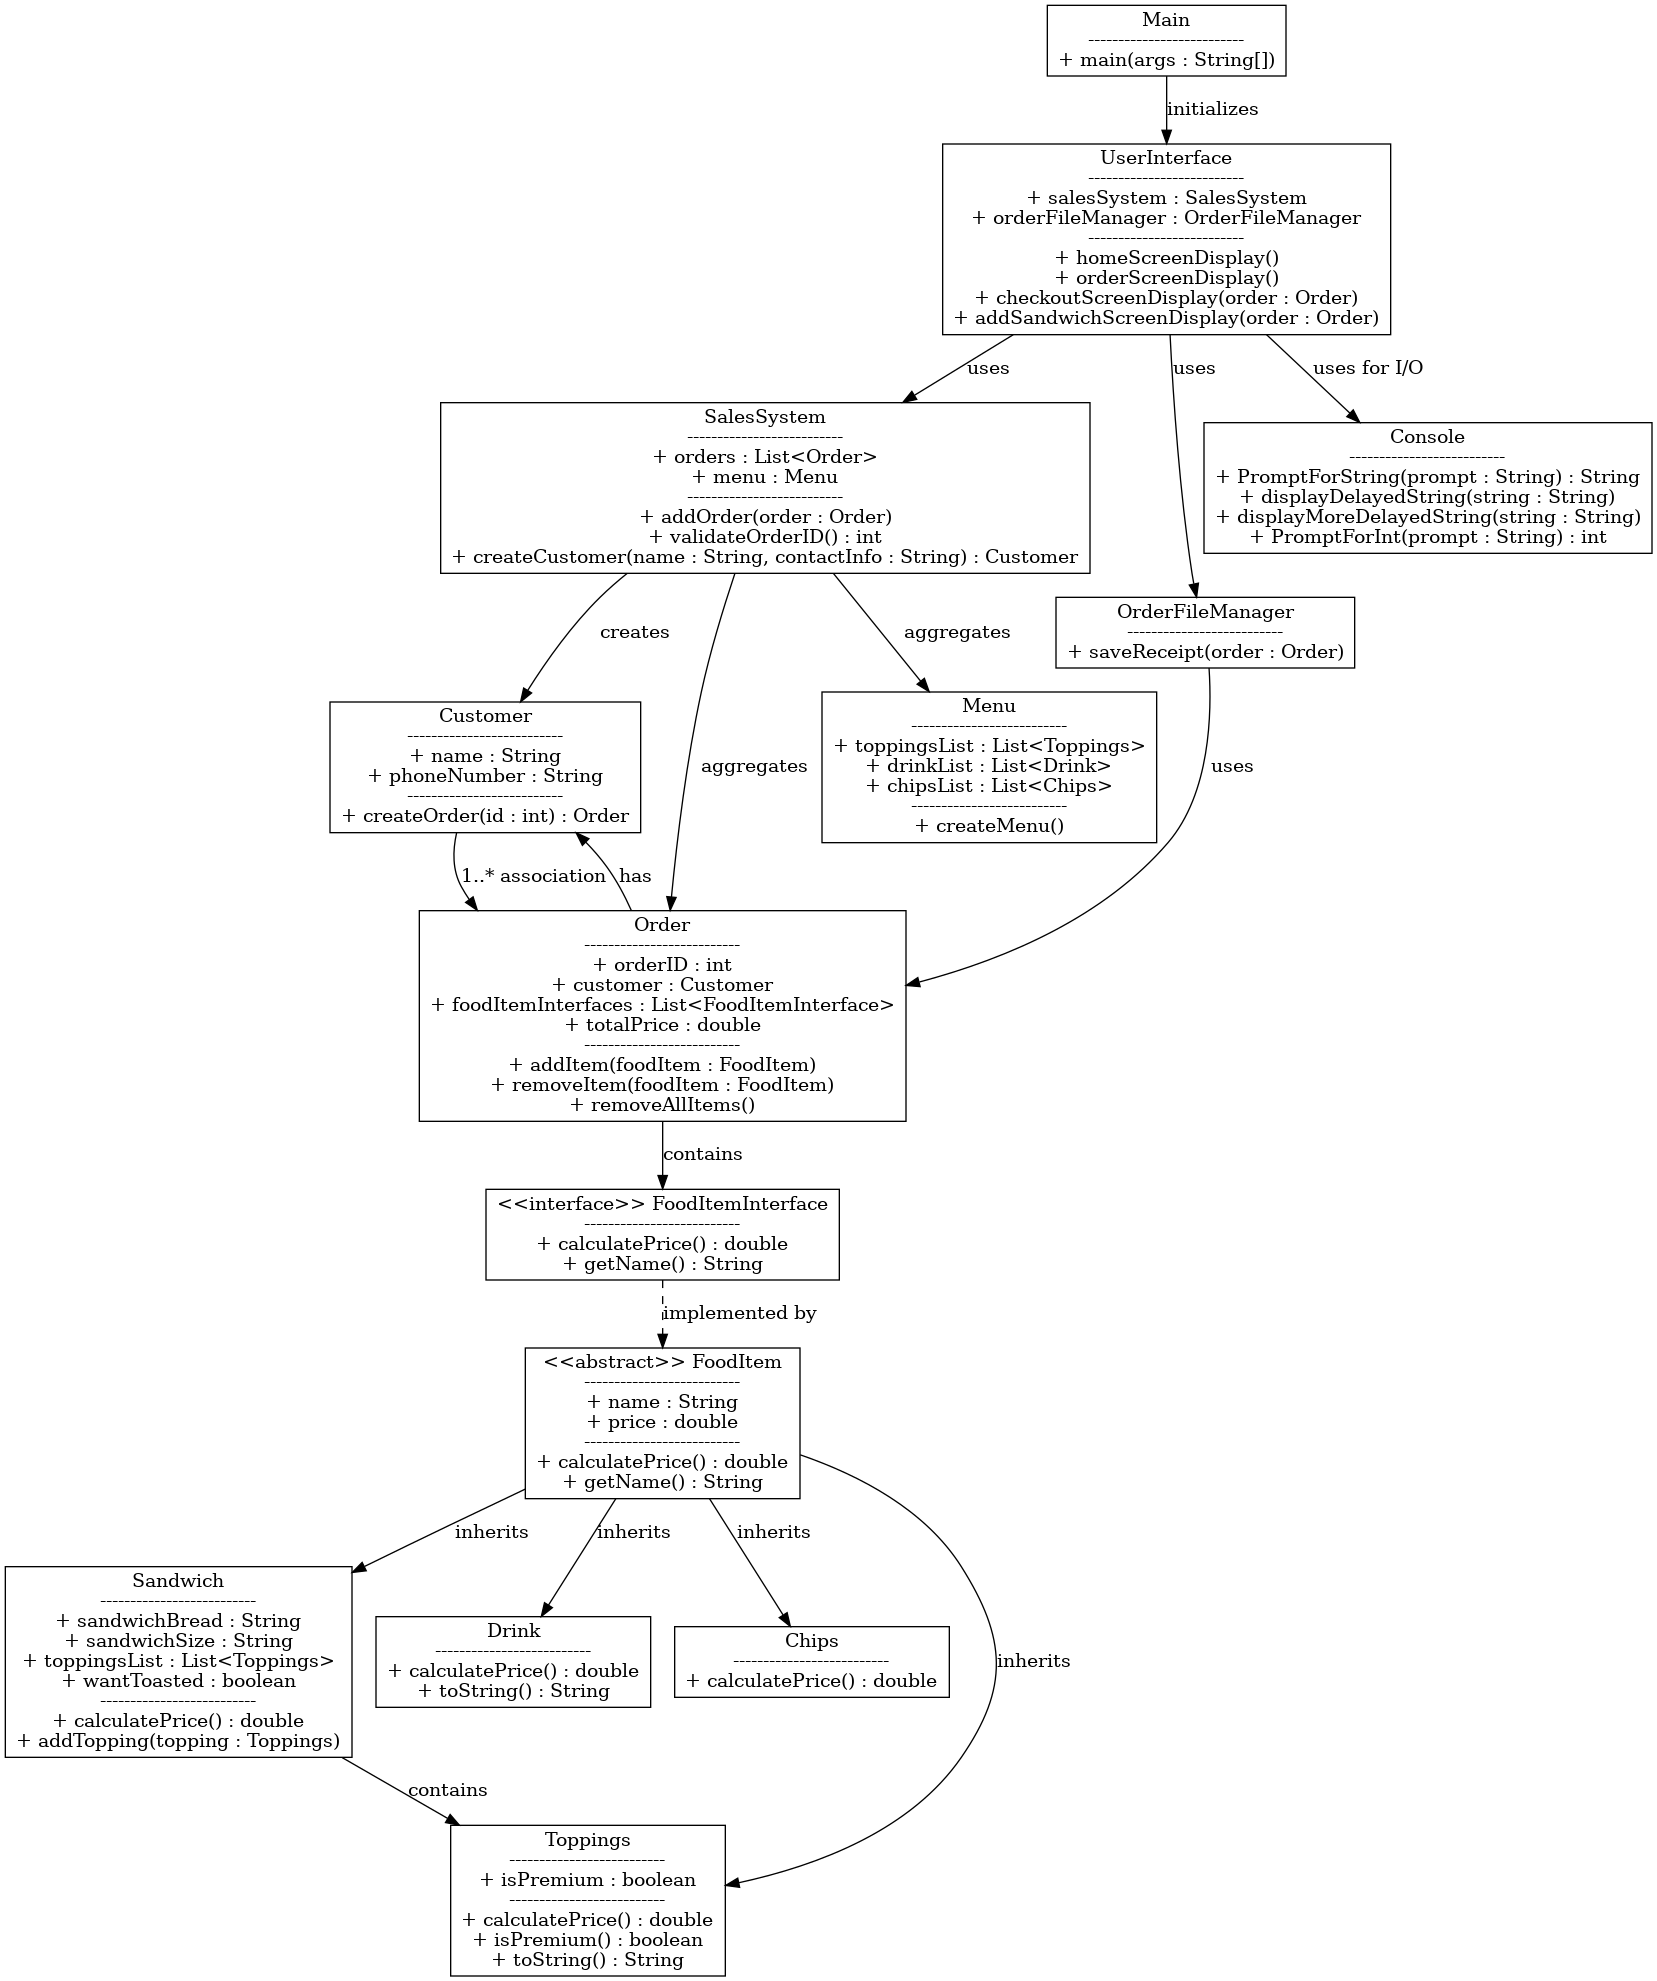 Main
--------------------------
+ main(args : String[])
initializes
UserInterface
--------------------------
+ salesSystem : SalesSystem
+ orderFileManager : OrderFileManager
--------------------------
+ homeScreenDisplay()
+ orderScreenDisplay()
+ checkoutScreenDisplay(order : Order)
+ addSandwichScreenDisplay(order : Order)
uses
uses
uses for I/O
SalesSystem
--------------------------
+ orders : List<Order>
+ menu : Menu
--------------------------
+ addOrder(order : Order)
+ validateOrderID() : int
+ createCustomer(name : String, contactInfo : String) : Customer
Console
--------------------------
+ PromptForString(prompt : String) : String
+ displayDelayedString(string : String)
+ displayMoreDelayedString(string : String)
+ PromptForInt(prompt : String) : int
OrderFileManager
--------------------------
+ saveReceipt(order : Order)
creates
aggregates
aggregates
uses
Customer
--------------------------
+ name : String
+ phoneNumber : String
--------------------------
+ createOrder(id : int) : Order
Menu
--------------------------
+ toppingsList : List<Toppings>
+ drinkList : List<Drink>
+ chipsList : List<Chips>
--------------------------
+ createMenu()
1..* association
has
Order
--------------------------
+ orderID : int
+ customer : Customer
+ foodItemInterfaces : List<FoodItemInterface>
+ totalPrice : double
--------------------------
+ addItem(foodItem : FoodItem)
+ removeItem(foodItem : FoodItem)
+ removeAllItems()
contains
<<interface>> FoodItemInterface
--------------------------
+ calculatePrice() : double
+ getName() : String
implemented by
<<abstract>> FoodItem
--------------------------
+ name : String
+ price : double
--------------------------
+ calculatePrice() : double
+ getName() : String
inherits
inherits
inherits
inherits
Sandwich
--------------------------
+ sandwichBread : String
+ sandwichSize : String
+ toppingsList : List<Toppings>
+ wantToasted : boolean
--------------------------
+ calculatePrice() : double
+ addTopping(topping : Toppings)
Drink
--------------------------
+ calculatePrice() : double
+ toString() : String
Chips
--------------------------
+ calculatePrice() : double
contains
Toppings
--------------------------
+ isPremium : boolean
--------------------------
+ calculatePrice() : double
+ isPremium() : boolean
+ toString() : String